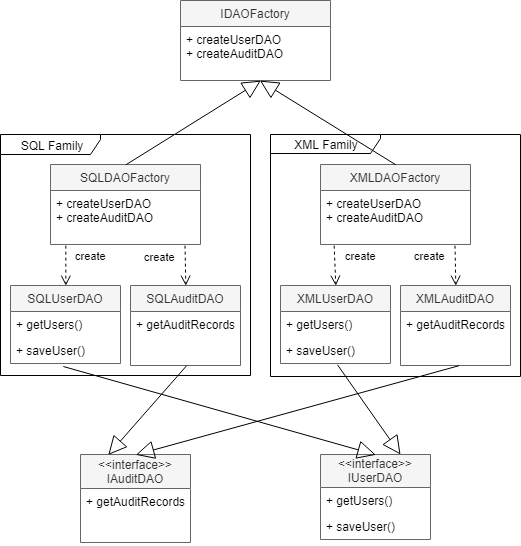 IDAOFactory
+ createUserDAO
+ createAuditDAO
SQL Family
XML Family
SQLDAOFactory
+ createUserDAO
+ createAuditDAO
XMLDAOFactory
+ createUserDAO
+ createAuditDAO
create
create
create
create
SQLUserDAO
+ getUsers()
+ saveUser()
SQLAuditDAO
+ getAuditRecords
XMLUserDAO
+ getUsers()
+ saveUser()
XMLAuditDAO
+ getAuditRecords
<<interface>>
IAuditDAO
+ getAuditRecords
<<interface>>
IUserDAO
+ getUsers()
+ saveUser()